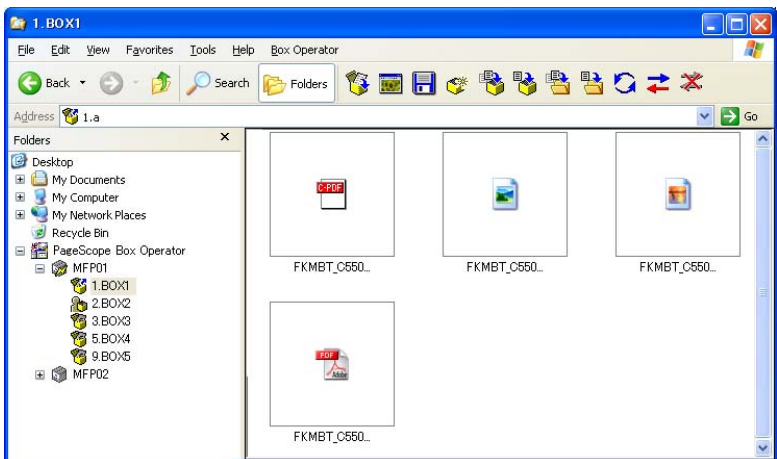 1.BOX1
File Edit View Favorites Tools Help Box Operator
Back Search Folders
Address 1.a Go
Folders
Desktop
My Documents
My Computer
My Network Places
Recycle Bin
PageScope Box Operator
MFP01
1.BOX1
2.BOX2
3.BOX3
5.BOX4
9.BOX5
MFP02
C-PDF
FKMBT_C550... FKMBT_C550... FKMBT_C550...
PDF
Adobe
FKMBT_C550...